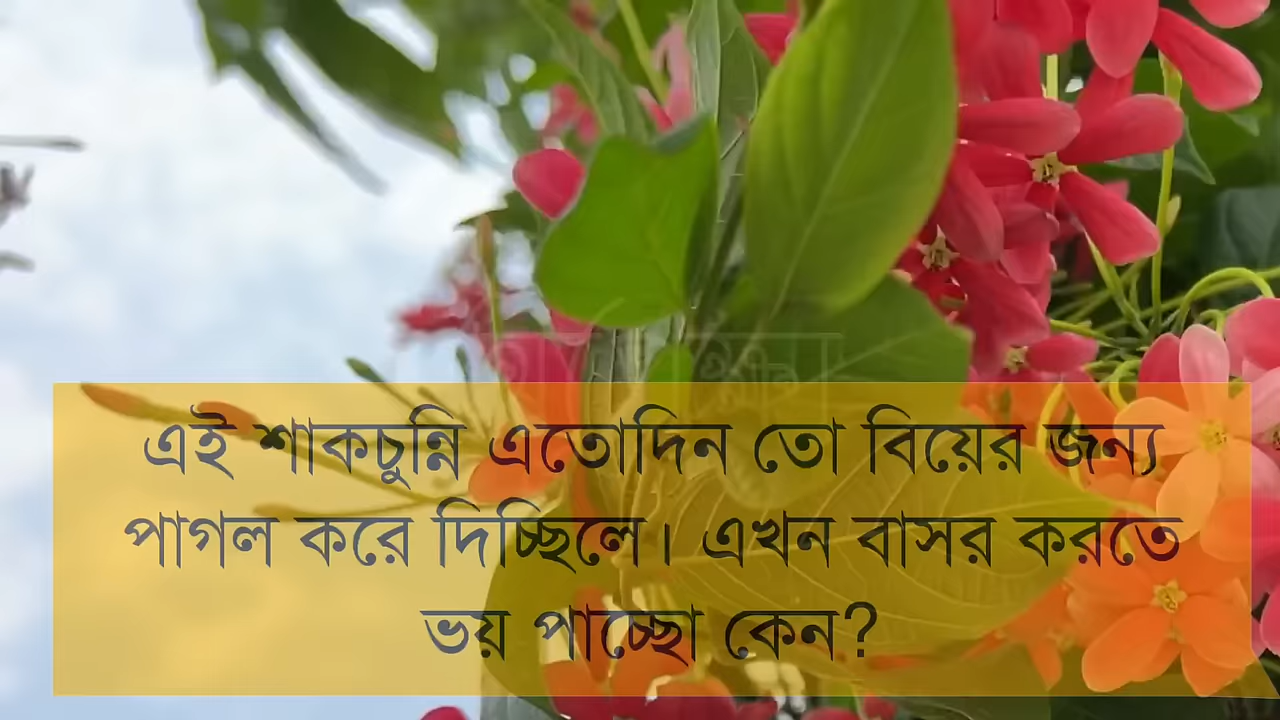 এই শাকচুন্নি এতোদিন তো বিয়ের জন্য
পাগল করে দিচ্ছিলে। এখন বাসর করতে
ভয় পাচ্ছো কেন?